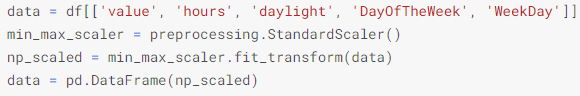 data = df[['value', 'hours', 'daylight', 'DayOfTheWeek', 'WeekDay']]
min_max_scaler = preprocessing.StandardScaler()
np_scaled = min_max_scaler.fit_transform(data)
data = pd.DataFrame(np_scaled)